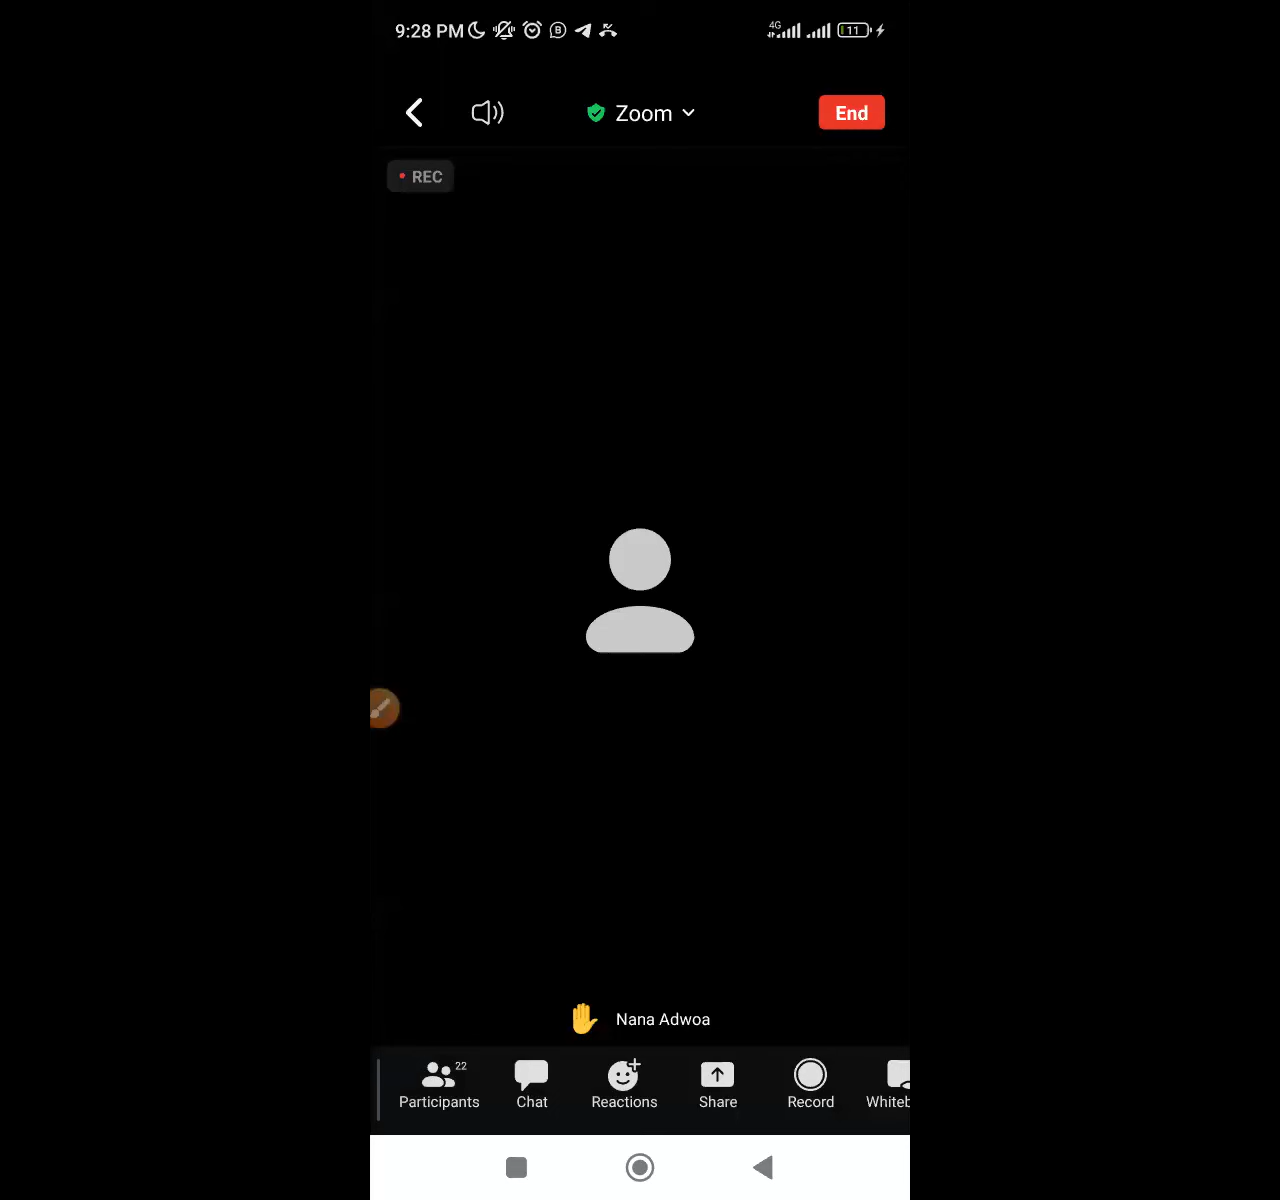 9:28 PM
4G
11
Zoom
End
REC
Nana Adwoa
22
Participants
Chat
Reactions
Share
Record
Whiteb